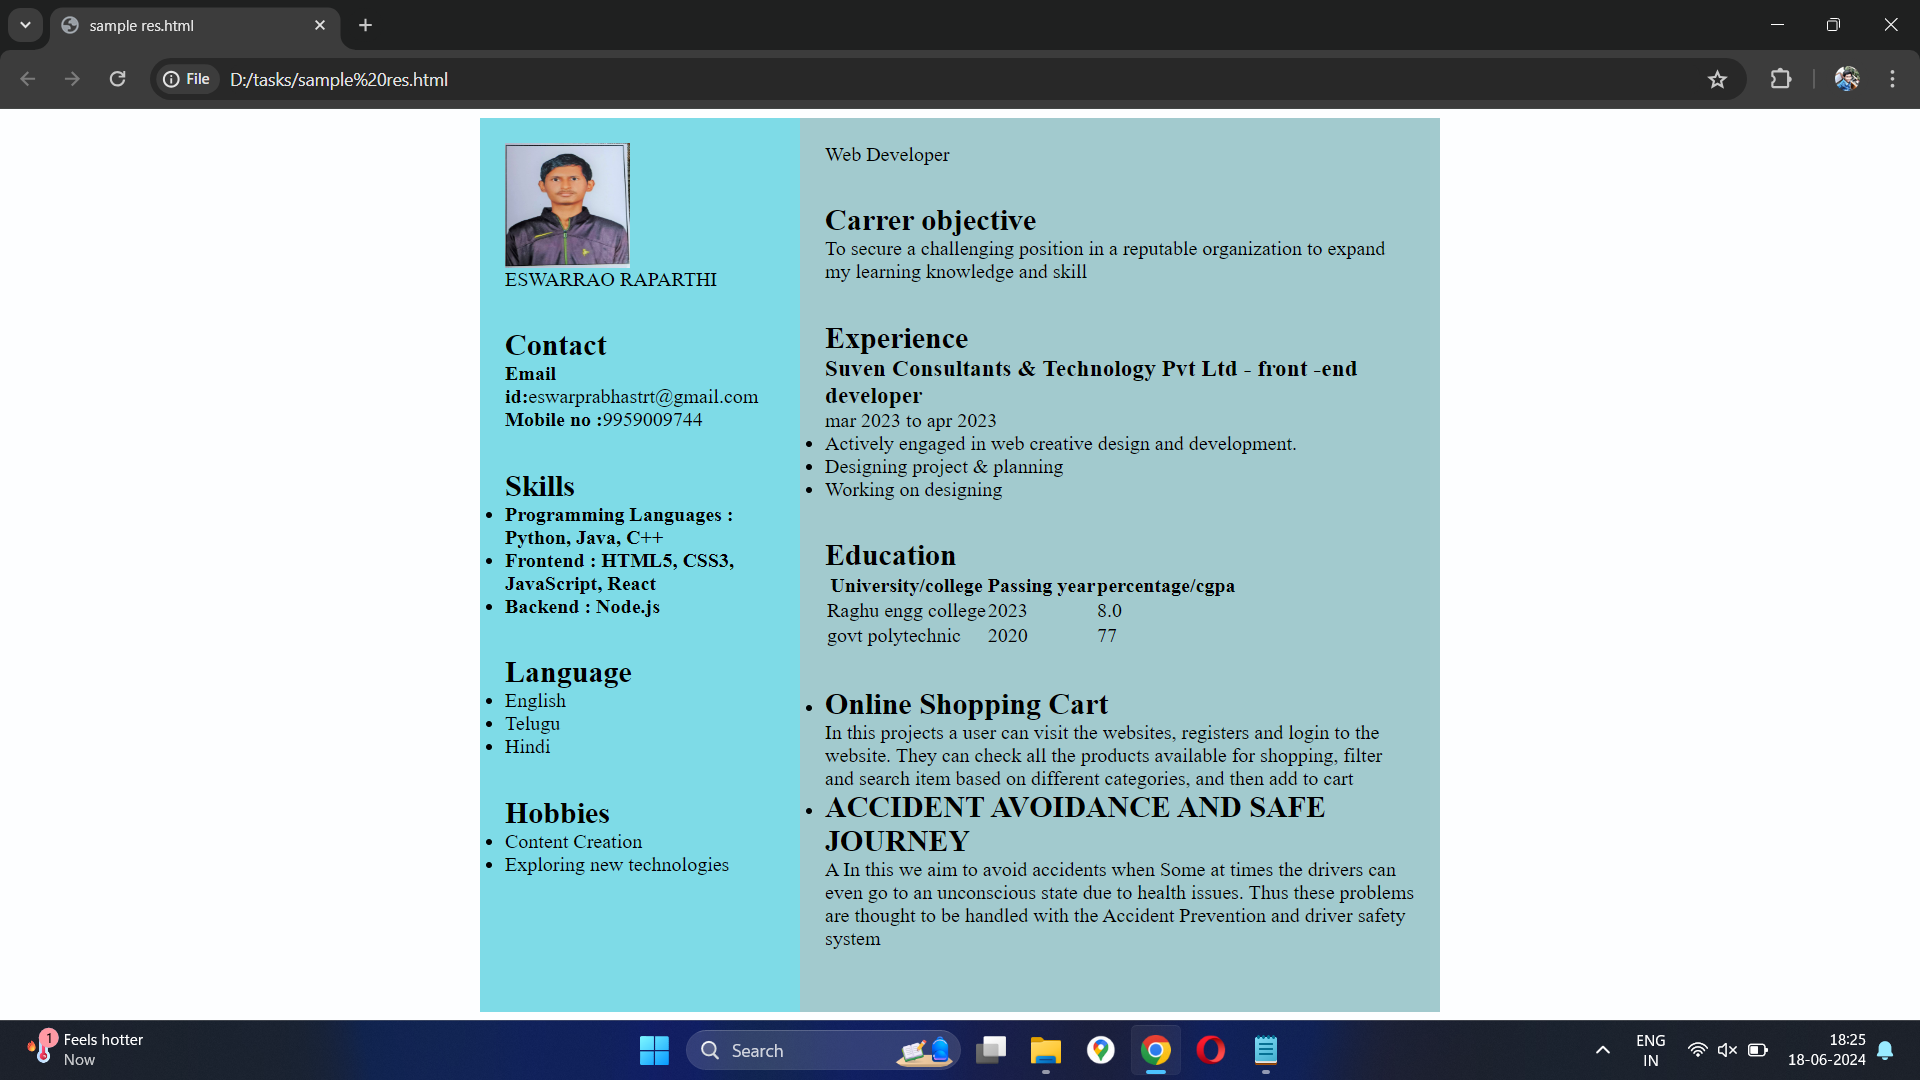 sample res.html
File
D:/tasks/sample%20res.html
ESWARRAO RAPARTHI
Contact
Email
id:eswarprabhastrt@gmail.com
Mobile no :9959009744
Skills
Programming Languages :
Python, Java, C++
Frontend : HTML5, CSS3,
JavaScript, React
Backend : Node.js
Language
English
Telugu
Hindi
Hobbies
Content Creation
Exploring new technologies
Web Developer
Carrer objective
To secure a challenging position in a reputable organization to expand
my learning knowledge and skill
Experience
Suven Consultants & Technology Pvt Ltd - front -end
developer
mar 2023 to apr 2023
Actively engaged in web creative design and development.
Designing project & planning
Working on designing
Education
University/college Passing year percentage/cgpa
Raghu engg college 2023 8.0
govt polytechnic 2020 77
Online Shopping Cart
In this projects a user can visit the websites, registers and login to the
website. They can check all the products available for shopping, filter
and search item based on different categories, and then add to cart
ACCIDENT AVOIDANCE AND SAFE
JOURNEY
A In this we aim to avoid accidents when Some at times the drivers can
even go to an unconscious state due to health issues. Thus these problems
are thought to be handled with the Accident Prevention and driver safety
system
1
Feels hotter
Now
Search
ENG
IN
18:25
18-06-2024